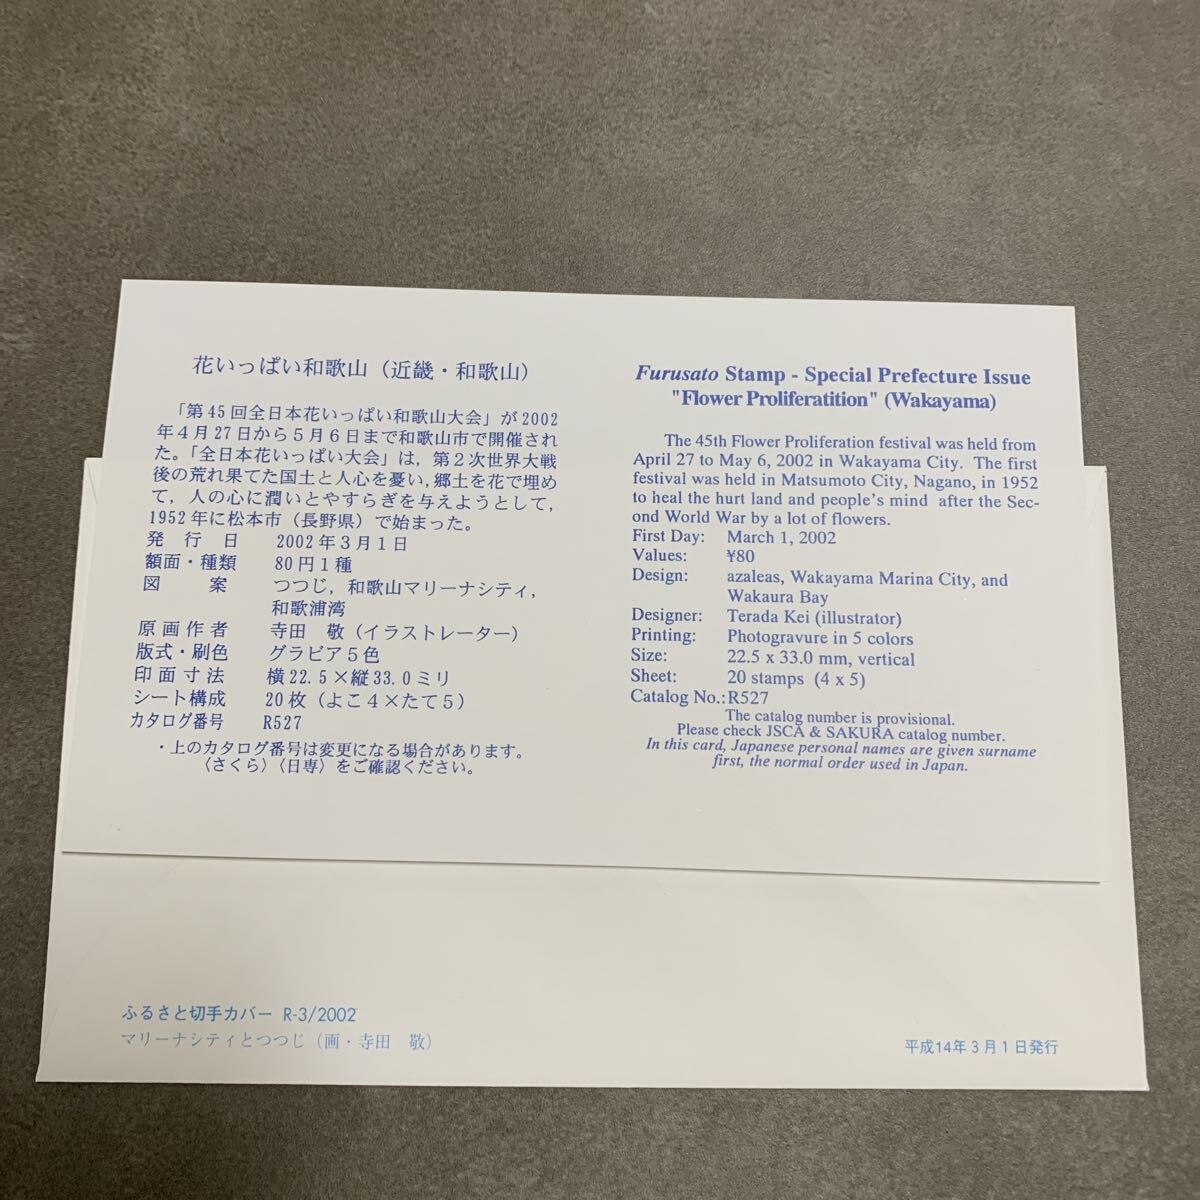 花いっぱい和歌山（近畿・和歌山）
「第45回全日本花いっぱい和歌山大会」が2002
年４月27日から５月６日まで和歌山市で開催され
た。「全日本花いっぱい大会」は，第２次世界大戦
後の荒れ果てた国土と人心を憂い，郷土を花で埋め
て，人の心に潤いとやすらぎを与えようとして，
1952年に松本市（長野県）で始まった。
発　行　日　2002年３月１日
額面・種類　80円１種
図　　　案　つつじ，和歌山マリーナシティ，
和歌浦湾
原画作者　寺田　敬（イラストレーター）
版式・刷色　グラビア５色
印面寸法　横22.5×縦33.0ミリ
シート構成　20枚（よこ４×たて５）
カタログ番号　R527
・上のカタログ番号は変更になる場合があります。
〈さくら〉〈日専〉をご確認ください。
Furusato Stamp - Special Prefecture Issue
"Flower Proliferatition" (Wakayama)
The 45th Flower Proliferation festival was held from
April 27 to May 6, 2002 in Wakayama City. The first
festival was held in Matsumoto City, Nagano, in 1952
to heal the hurt land and people's mind after the Sec-
ond World War by a lot of flowers.
First Day: March 1, 2002
Values: ¥80
Design: azaleas, Wakayama Marina City, and
Wakaura Bay
Designer: Terada Kei (illustrator)
Printing: Photogravure in 5 colors
Size: 22.5 x 33.0 mm, vertical
Sheet: 20 stamps (4 x 5)
Catalog No.:R527
The catalog number is provisional.
Please check JSCA & SAKURA catalog number.
In this card, Japanese personal names are given surname
first, the normal order used in Japan.
ふるさと切手カバー R-3/2002
マリーナシティとつつじ（画・寺田　敬）
平成14年３月１日発行